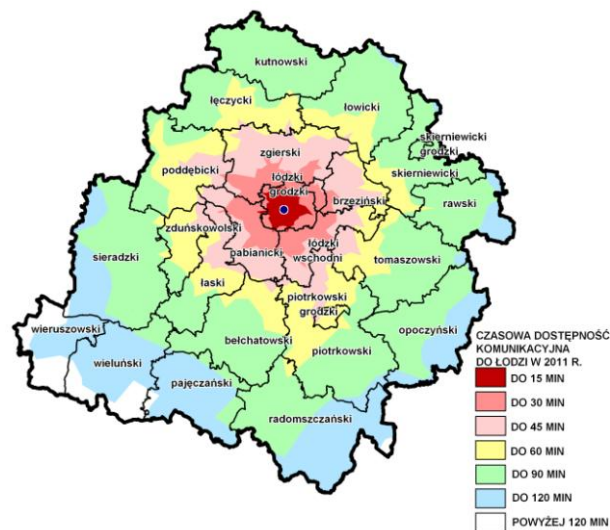 kutnowski
łęczycki
łowicki
skierniewicki
grodzki
zgierski
poddębicki
łódzki
grodzki
skierniewicki
brzeziński
rawski
zduńskowolski
łódzki
wschodni
sieradzki
pabianicki
tomaszowski
łaski
piotrkowski
grodzki
opoczyński
wieruszowski
bełchatowski
piotrkowski
wieluński
pajęczański
radomszczański
CZASOWA DOSTĘPNOŚĆ
KOMUNIKACYJNA
DO ŁODZI W 2011 R.
DO 15 MIN
DO 30 MIN
DO 45 MIN
DO 60 MIN
DO 90 MIN
DO 120 MIN
POWYŻEJ 120 MIN